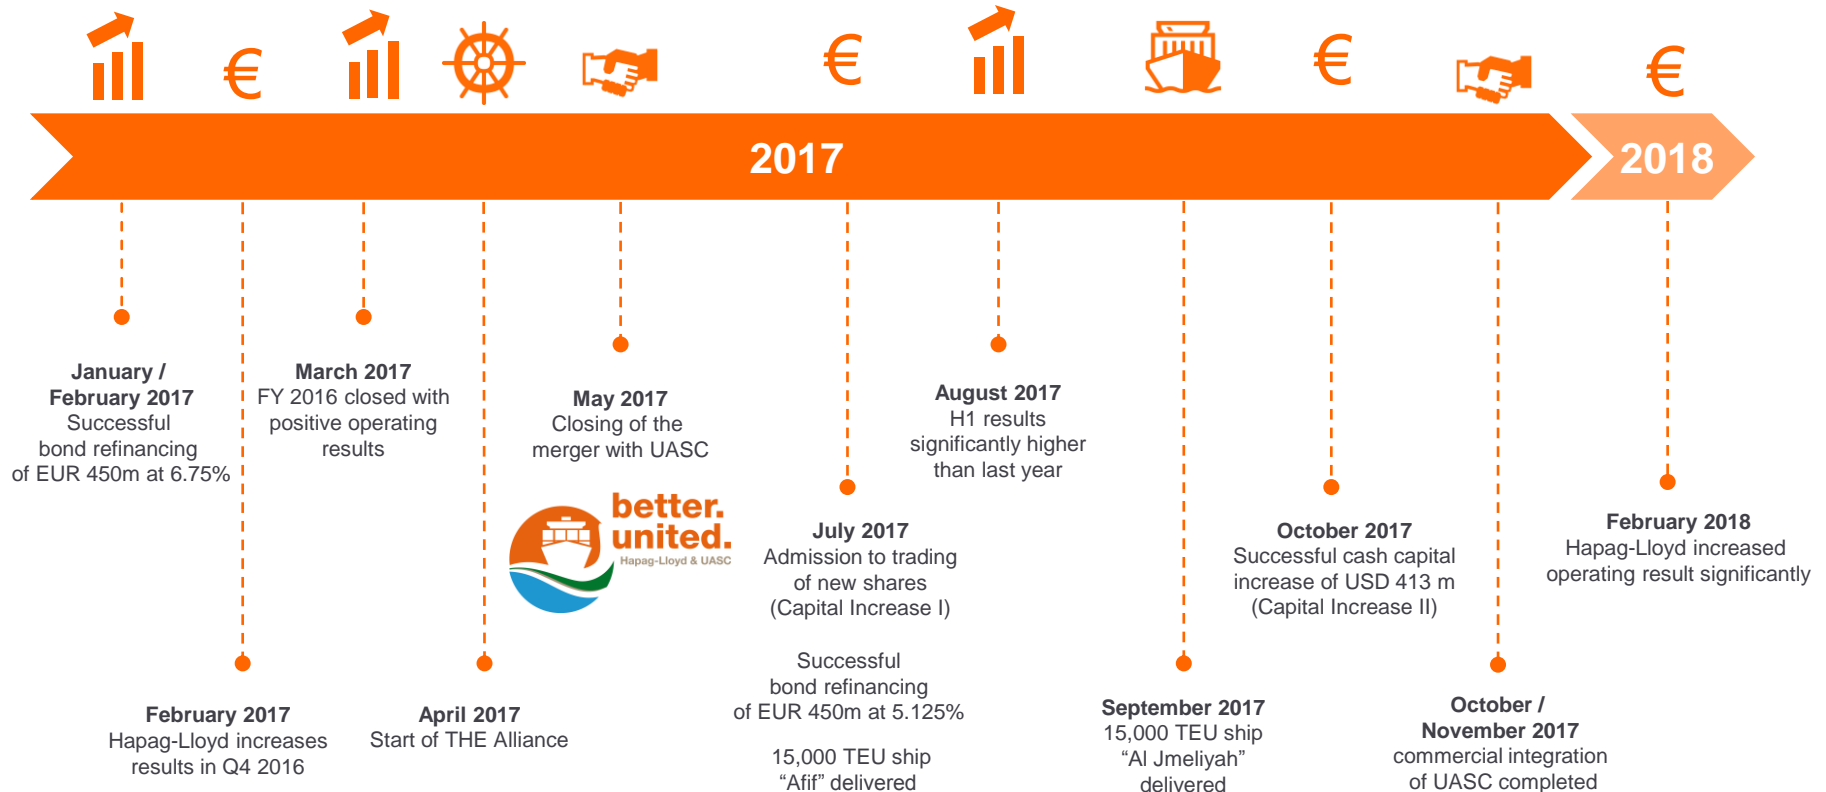 €
€
€
€
2017
2018
January /
February 2017
Successful
bond refinancing
of EUR 450m at 6.75%
February 2017
Hapag-Lloyd increases
results in Q4 2016
March 2017
FY 2016 closed with
positive operating
results
April 2017
Start of THE Alliance
May 2017
Closing of the
merger with UASC
better.
united.
Hapag-Lloyd & UASC
July 2017
Admission to trading
of new shares
(Capital Increase I)
Successful
bond refinancing
of EUR 450m at 5.125%
15,000 TEU ship
“Afif” delivered
August 2017
H1 results
significantly higher
than last year
September 2017
15,000 TEU ship
“Al Jmeliyah”
delivered
October 2017
Successful cash capital
increase of USD 413 m
(Capital Increase II)
October /
November 2017
commercial integration
of UASC completed
February 2018
Hapag-Lloyd increased
operating result significantly